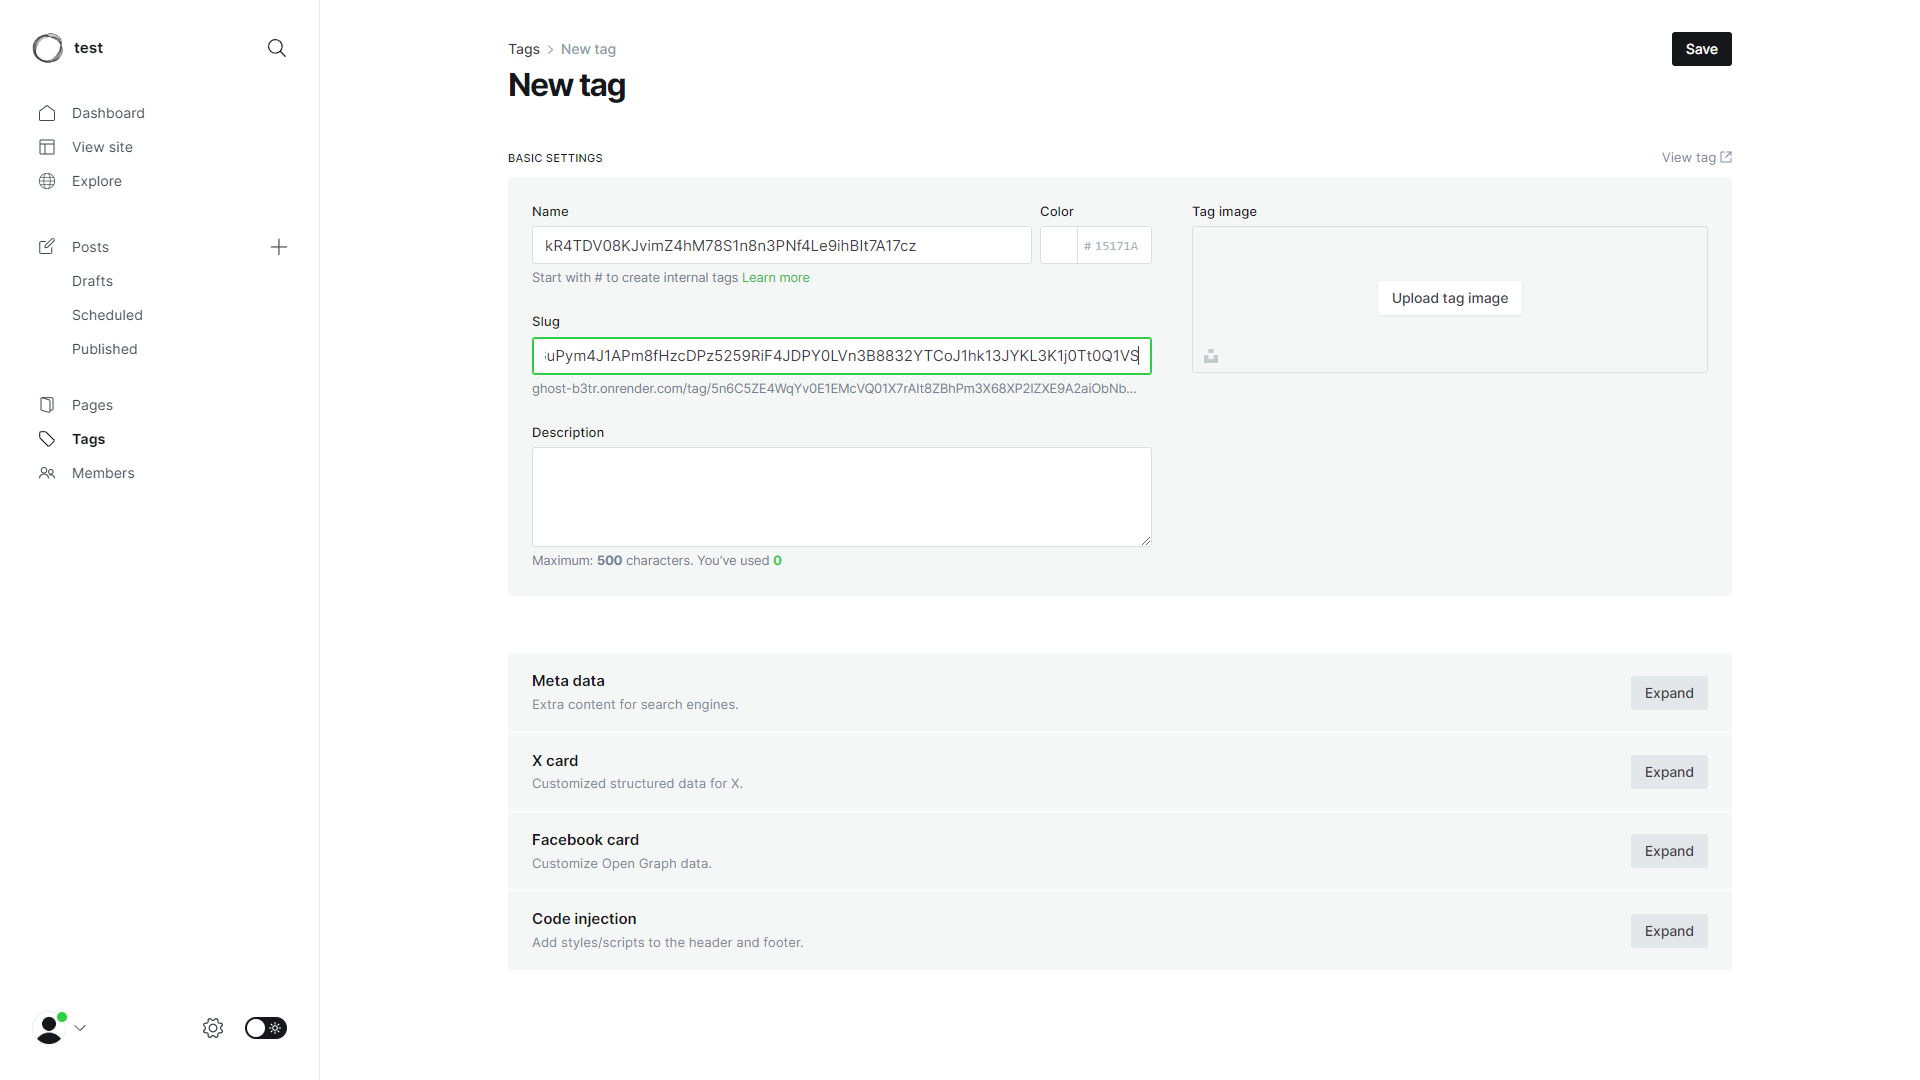 test
Dashboard
View site
Explore
Posts
Drafts
Scheduled
Published
Pages
Tags
Members
Tags > New tag
Save
New tag
BASIC SETTINGS
View tag
Name
kR4TDV08KJvimZ4hM78S1n8n3PNf4Le9ihBIt7A17cz
Color
# 15171A
Start with # to create internal tags Learn more
Slug
uPym4J1APm8fHzcDPz5259RiF4JDPY0LVn3B8832YTCoJ1hk13JYKL3K1j0Tt0Q1VS
ghost-b3tr.onrender.com/tag/5n6C5ZE4WqYv0E1EMcVQ01X7rAIt8ZBhPm3X68XP2IZXE9A2aiObNb...
Description
Maximum: 500 characters. You've used 0
Tag image
Upload tag image
Meta data
Extra content for search engines.
Expand
X card
Customized structured data for X.
Expand
Facebook card
Customize Open Graph data.
Expand
Code injection
Add styles/scripts to the header and footer.
Expand